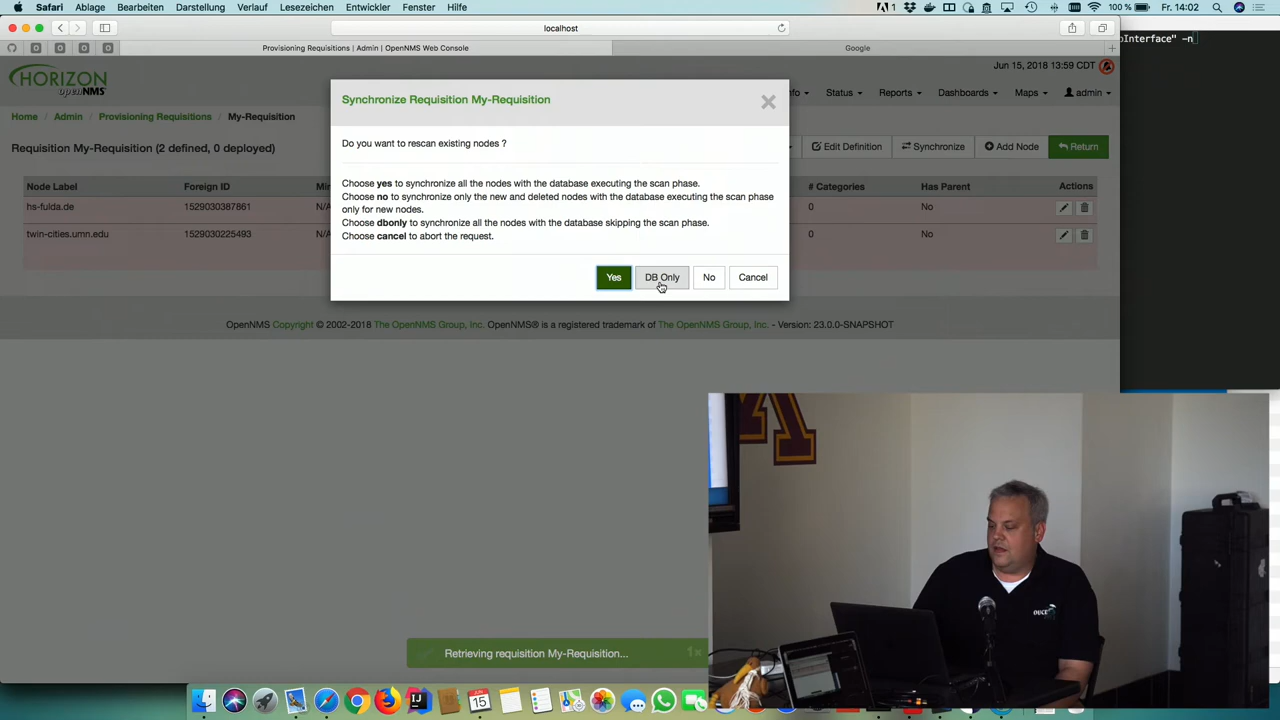 Safari Ablage Bearbeiten Darstellung Verlauf Lesezeichen Entwickler Fenster Hilfe
1 100 % Fr. 14:02
localhost
Provisioning Requisitions | Admin | OpenNMS Web Console
Google
pInterface" -n
HORIZON
openNMS
Jun 15, 2018 13:59 CDT
nfo Status Reports Dashboards Maps admin
Home Admin Provisioning Requisitions My-Requisition
Requisition My-Requisition (2 defined, 0 deployed)
Edit Definition Synchronize Add Node Return
Node Label Foreign ID # Categories Has Parent Actions
hs-fulda.de 1529030387861 N/A 0 No
twin-cities.umn.edu 1529030225493 N/A 0 No
Synchronize Requisition My-Requisition
Do you want to rescan existing nodes ?
Choose yes to synchronize all the nodes with the database executing the scan phase.
Choose no to synchronize only the new and deleted nodes with the database executing the scan phase
only for new nodes.
Choose dbonly to synchronize all the nodes with the database skipping the scan phase.
Choose cancel to abort the request.
Yes DB Only No Cancel
OpenNMS Copyright © 2002-2018 The OpenNMS Group, Inc. OpenNMS® is a registered trademark of The OpenNMS Group, Inc. - Version: 23.0.0-SNAPSHOT
Retrieving requisition My-Requisition... 1×
OUCE
15